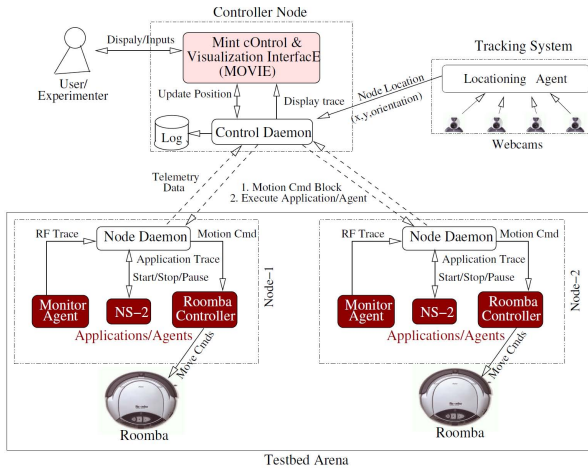 Controller Node
Dispaly/Inputs
Mint cOntrol &
Visualization InterfacE
(MOVIE)
User/
Experimenter
Update Position
Display trace
Log
Control Daemon
Node Location
(x,y,orientation)
Tracking System
Locationing Agent
Webcams
Telemetry
Data
1. Motion Cmd Block
2. Execute Application/Agent
RF Trace
Node Daemon
Motion Cmd
Application Trace
Start/Stop/Pause
Monitor
Agent
NS-2
Roomba
Controller
Applications/Agents
Node-1
Move Cmds
Roomba
RF Trace
Node Daemon
Motion Cmd
Application Trace
Start/Stop/Pause
Monitor
Agent
NS-2
Roomba
Controller
Applications/Agents
Node-2
Move Cmds
Roomba
Testbed Arena